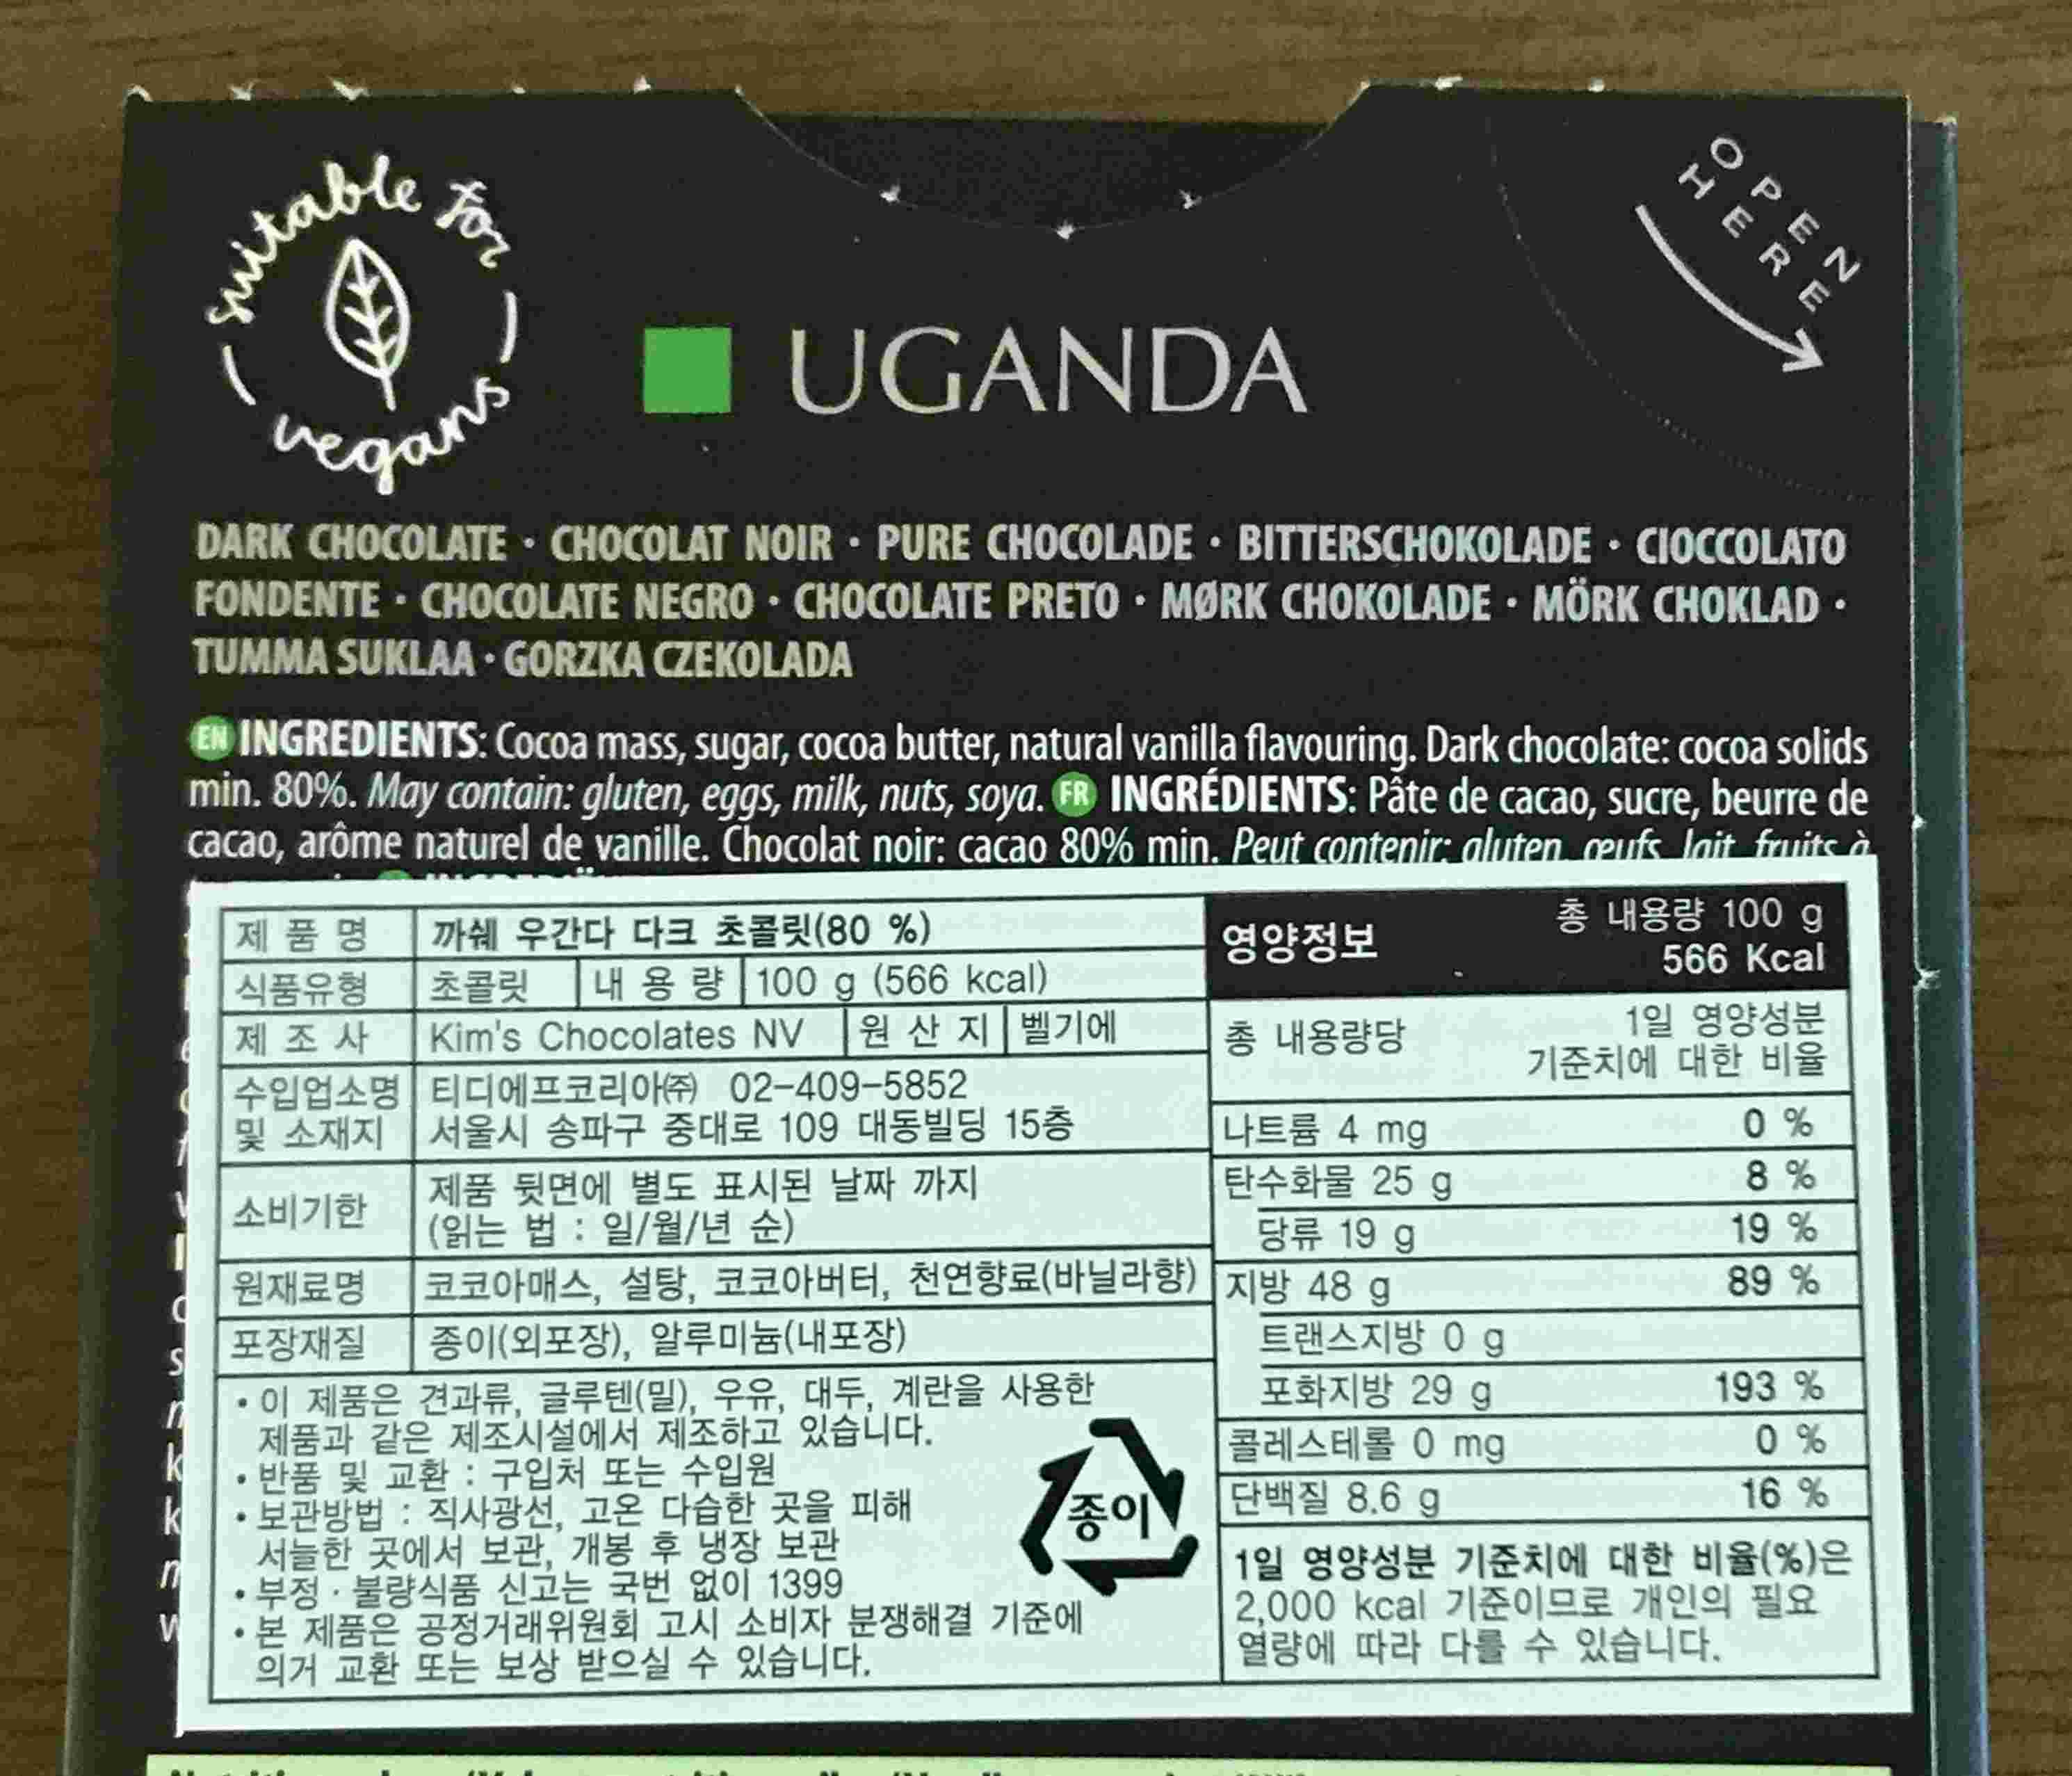 suitable for
vegans
OPEN
HERE
UGANDA
DARK CHOCOLATE • CHOCOLAT NOIR • PURE CHOCOLADE • BITTERSCHOKOLADE • CIOCCOLATO
FONDENTE • CHOCOLATE NEGRO • CHOCOLATE PRETO • MØRK CHOKOLADE • MÖRK CHOKLAD •
TUMMA SUKLAA • GORZKA CZEKOLADA
EN INGREDIENTS: Cocoa mass, sugar, cocoa butter, natural vanilla flavouring. Dark chocolate: cocoa solids
min. 80%. May contain: gluten, eggs, milk, nuts, soya. FR INGRÉDIENTS: Pâte de cacao, sucre, beurre de
cacao, arôme naturel de vanille. Chocolat noir: cacao 80% min. Peut contenir: gluten, œufs, lait, fruits à
제 품 명 까쉐 우간다 다크 초콜릿(80 %)
식품유형 초콜릿 내 용 량 100 g (566 kcal)
제 조 사 Kim's Chocolates NV 원 산 지 벨기에
수입업소명 및 소재지
티디에프코리아㈜ 02-409-5852
서울시 송파구 중대로 109 대동빌딩 15층
소비기한
제품 뒷면에 별도 표시된 날짜 까지
(읽는 법 : 일/월/년 순)
원재료명 코코아매스, 설탕, 코코아버터, 천연향료(바닐라향)
포장재질 종이(외포장), 알루미늄(내포장)
• 이 제품은 견과류, 글루텐(밀), 우유, 대두, 계란을 사용한
제품과 같은 제조시설에서 제조하고 있습니다.
• 반품 및 교환 : 구입처 또는 수입원
• 보관방법 : 직사광선, 고온 다습한 곳을 피해
서늘한 곳에서 보관, 개봉 후 냉장 보관
• 부정 · 불량식품 신고는 국번 없이 1399
• 본 제품은 공정거래위원회 고시 소비자 분쟁해결 기준에
의거 교환 또는 보상 받으실 수 있습니다.
종이
영양정보
총 내용량 100 g
566 Kcal
총 내용량당
1일 영양성분
기준치에 대한 비율
나트륨 4 mg 0 %
탄수화물 25 g 8 %
당류 19 g 19 %
지방 48 g 89 %
트랜스지방 0 g
포화지방 29 g 193 %
콜레스테롤 0 mg 0 %
단백질 8.6 g 16 %
1일 영양성분 기준치에 대한 비율(%)은
2,000 kcal 기준이므로 개인의 필요
열량에 따라 다를 수 있습니다.